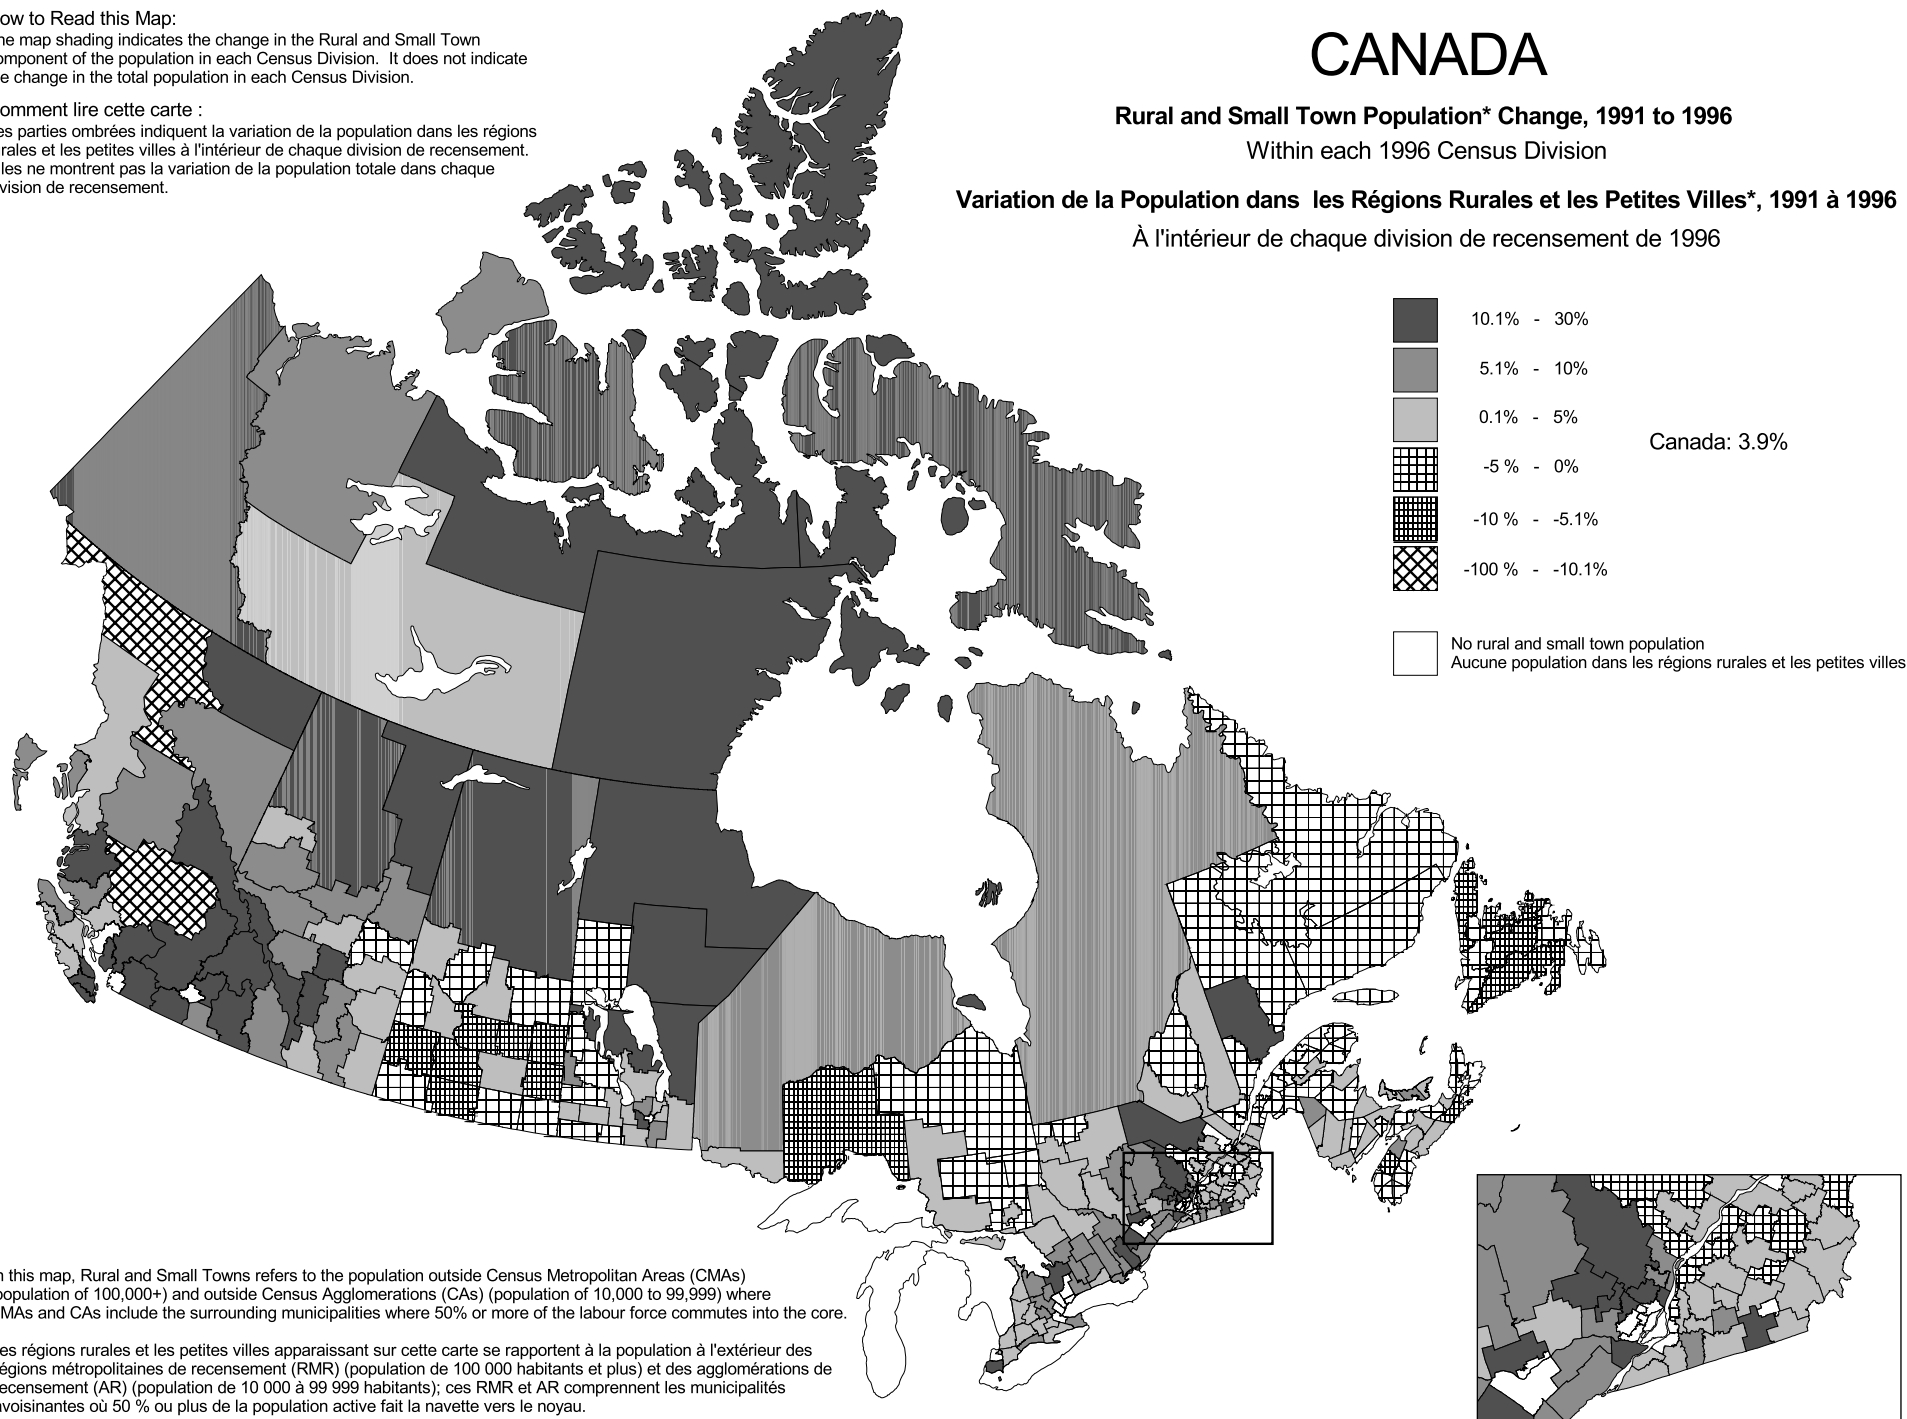 ow to Read this Map:
he map shading indicates the change in the Rural and Small Town
omponent of the population in each Census Division. It does not indicate
e change in the total population in each Census Division.
omment lire cette carte :
es parties ombrées indiquent la variation de la population dans les régions
rales et les petites villes à l'intérieur de chaque division de recensement.
lles ne montrent pas la variation de la population totale dans chaque
vision de recensement.
CANADA
Rural and Small Town Population* Change, 1991 to 1996
Within each 1996 Census Division
Variation de la Population dans les Régions Rurales et les Petites Villes*, 1991 à 1996
À l'intérieur de chaque division de recensement de 1996
10.1% - 30%
5.1% - 10%
0.1% - 5%
Canada: 3.9%
-5 % - 0%
-10 % - -5.1%
-100 % - -10.1%
No rural and small town population
Aucune population dans les régions rurales et les petites villes
n this map, Rural and Small Towns refers to the population outside Census Metropolitan Areas (CMAs)
population of 100,000+) and outside Census Agglomerations (CAs) (population of 10,000 to 99,999) where
MAs and CAs include the surrounding municipalities where 50% or more of the labour force commutes into the core.
es régions rurales et les petites villes apparaissant sur cette carte se rapportent à la population à l'extérieur des
égions métropolitaines de recensement (RMR) (population de 100 000 habitants et plus) et des agglomérations de
ecensement (AR) (population de 10 000 à 99 999 habitants); ces RMR et AR comprennent les municipalités
avoisinantes où 50 % ou plus de la population active fait la navette vers le noyau.